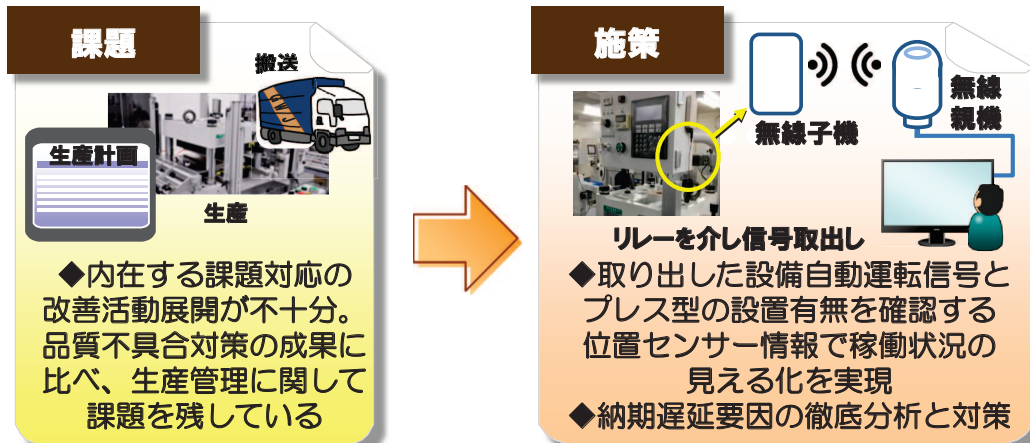 課題
搬送
生産計画
生産
◆内在する課題対応の
改善活動展開が不十分。
品質不具合対策の成果に
比べ、生産管理に関して
課題を残している
施策
無線子機
無線
親機
リレーを介し信号取出し
◆取り出した設備自動運転信号と
プレス型の設置有無を確認する
位置センサー情報で稼働状況の
見える化を実現
◆納期遅延要因の徹底分析と対策